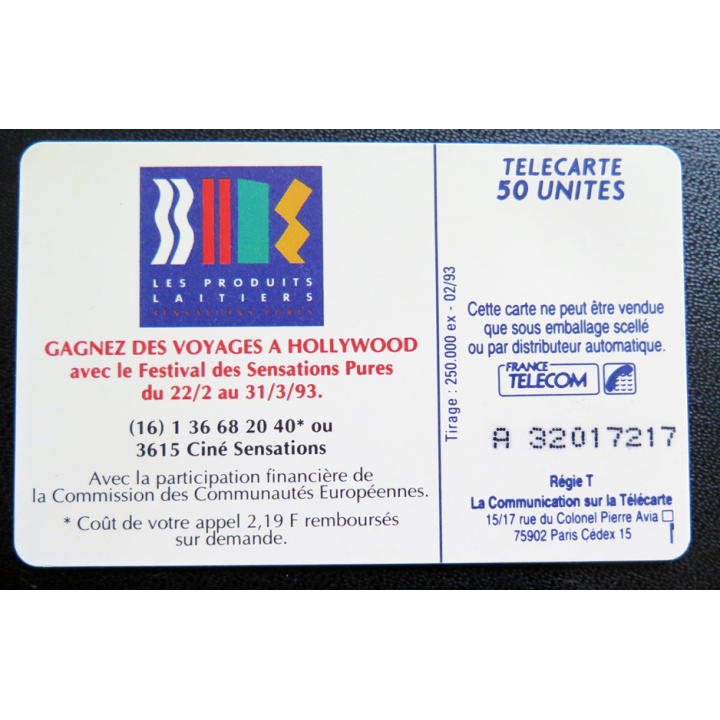 LES PRODUITS
LAITIERS
SENSATIONS PURES
GAGNEZ DES VOYAGES A HOLLYWOOD
avec le Festival des Sensations Pures
du 22/2 au 31/3/93.
(16) 1 36 68 20 40* ou
3615 Ciné Sensations
Avec la participation financière de
la Commission des Communautés Européennes.
* Coût de votre appel 2,19 F remboursés
sur demande.
Tirage : 250.000 ex - 02/93
TELECARTE
50 UNITES
Cette carte ne peut être vendue
que sous emballage scellé
ou par distributeur automatique.
FRANCE
TELECOM
A 32017217
Régie T
La Communication sur la Télécarte
15/17 rue du Colonel Pierre Avia
75902 Paris Cédex 15